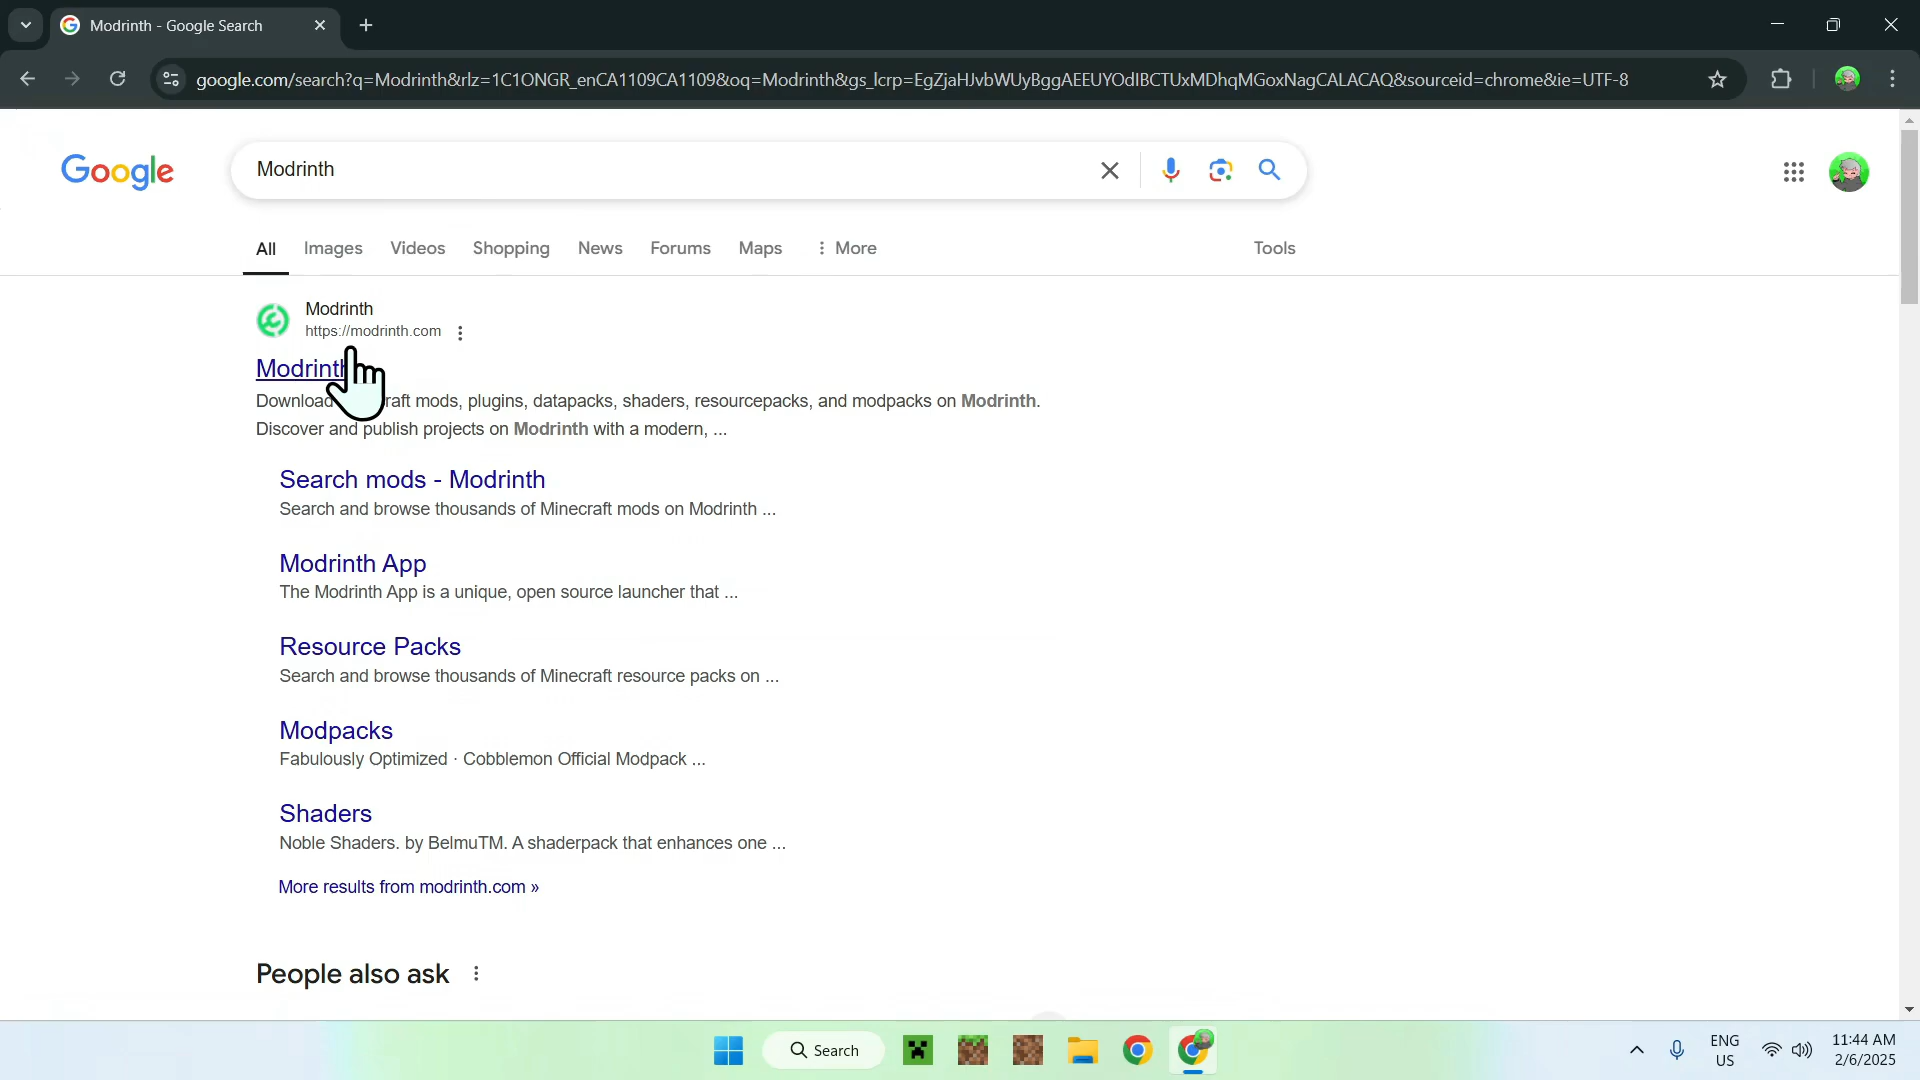 Modrinth - Google Search
google.com/search?q=Modrinth&rlz=1C1ONGR_enCA1109CA1109&oq=Modrinth&gs_lcrp=EgZjaHJvbWUyBggAEEUYOdIBCTUxMDhqMGoxNagCALACAQ&sourceid=chrome&ie=UTF-8
Google
Modrinth
All Images Videos Shopping News Forums Maps More Tools
Modrinth
https://modrinth.com
Modrinth
Download raft mods, plugins, datapacks, shaders, resourcepacks, and modpacks on Modrinth.
Discover and publish projects on Modrinth with a modern, ...
Search mods - Modrinth
Search and browse thousands of Minecraft mods on Modrinth ...
Modrinth App
The Modrinth App is a unique, open source launcher that ...
Resource Packs
Search and browse thousands of Minecraft resource packs on ...
Modpacks
Fabulously Optimized · Cobblemon Official Modpack ...
Shaders
Noble Shaders. by BelmuTM. A shaderpack that enhances one ...
More results from modrinth.com »
People also ask
Search
ENG
US
11:44 AM
2/6/2025